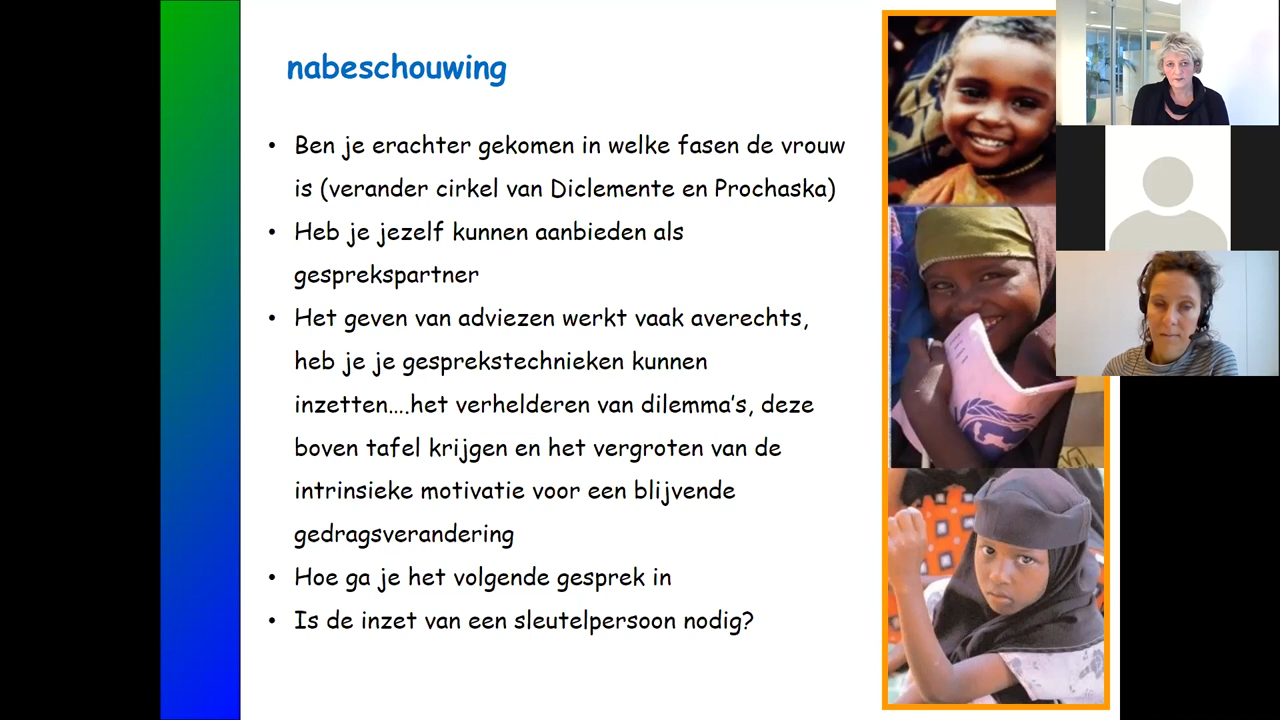 nabeschouwing
• Ben je erachter gekomen in welke fasen de vrouw
is (verander cirkel van Diclemente en Prochaska)
• Heb je jezelf kunnen aanbieden als
gesprekspartner
• Het geven van adviezen werkt vaak averechts,
heb je je gesprekstechnieken kunnen
inzetten....het verhelderen van dilemma's, deze
boven tafel krijgen en het vergroten van de
intrinsieke motivatie voor een blijvende
gedragsverandering
• Hoe ga je het volgende gesprek in
• Is de inzet van een sleutelpersoon nodig?